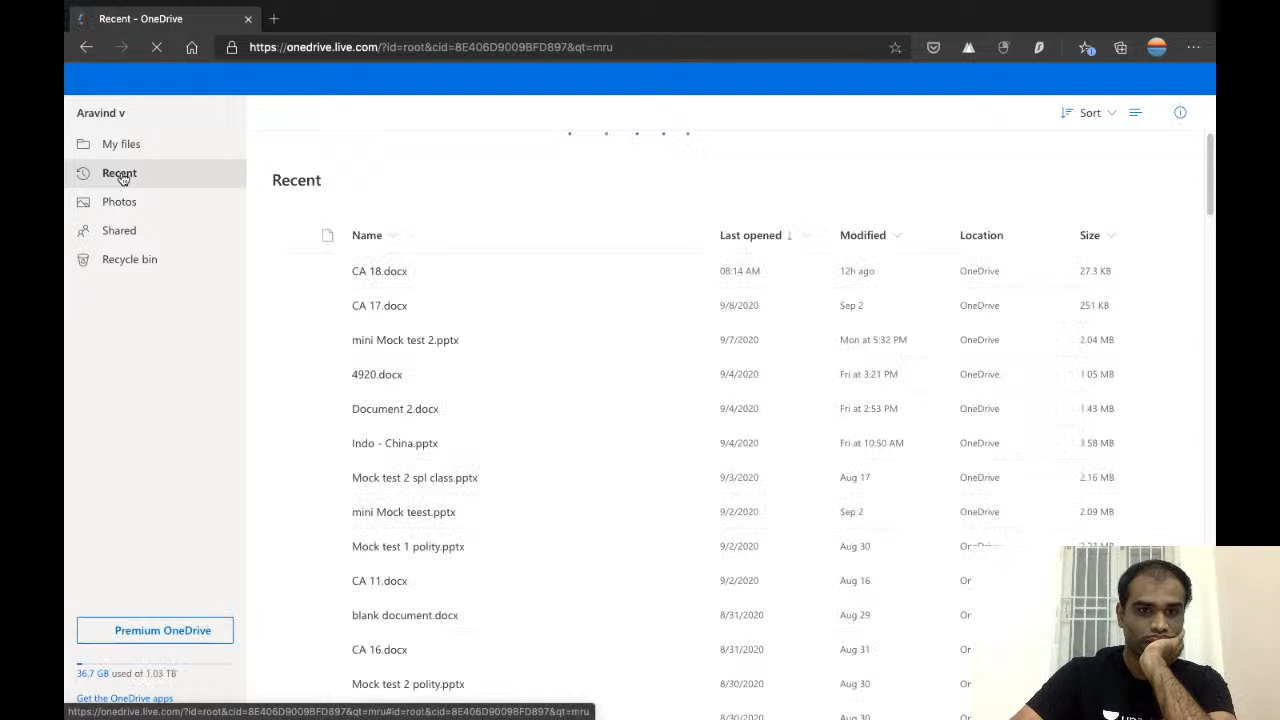 Recent - OneDrive
https://onedrive.live.com/?id=root&cid=8E406D9009BFD897&qt=mru
Aravind v
Sort
My files
Recent
Photos
Shared
Recycle bin
Recent
Name Last opened Modified Location Size
CA 18.docx 08:14 AM 12h ago OneDrive 27.3 KB
CA 17.docx 9/8/2020 Sep 2 OneDrive 251 KB
mini Mock test 2.pptx 9/7/2020 Mon at 5:32 PM OneDrive 2.04 MB
4920.docx 9/4/2020 Fri at 3:21 PM OneDrive 1.05 MB
Document 2.docx 9/4/2020 Fri at 2:53 PM OneDrive 1.43 MB
Indo - China.pptx 9/4/2020 Fri at 10:50 AM OneDrive 3.58 MB
Mock test 2 spl class.pptx 9/3/2020 Aug 17 OneDrive 2.16 MB
mini Mock teest.pptx 9/2/2020 Sep 2 OneDrive 2.09 MB
Mock test 1 polity.pptx 9/2/2020 Aug 30
CA 11.docx 9/2/2020 Aug 16
blank document.docx 8/31/2020 Aug 29
CA 16.docx 8/31/2020 Aug 31
Mock test 2 polity.pptx 8/30/2020 Aug 30
8/30/2020 Aug 30
Premium OneDrive
36.7 GB used of 1.03 TB
Get the OneDrive apps
https://onedrive.live.com/?id=root&cid=8E406D9009BFD897&qt=mru#id=root&cid=8E406D9009BFD897&qt=mru